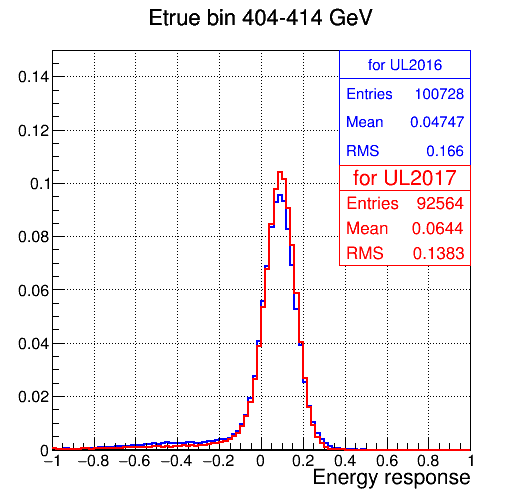 Etrue bin 404-414 GeV
for UL2016
Entries 100728
Mean 0.04747
RMS 0.166
for UL2017
Entries 92564
Mean 0.0644
RMS 0.1383
0.14
0.12
0.1
0.08
0.06
0.04
0.02
0
−1 −0.8 −0.6 −0.4 −0.2 0 0.2 0.4 0.6 0.8 1
Energy response